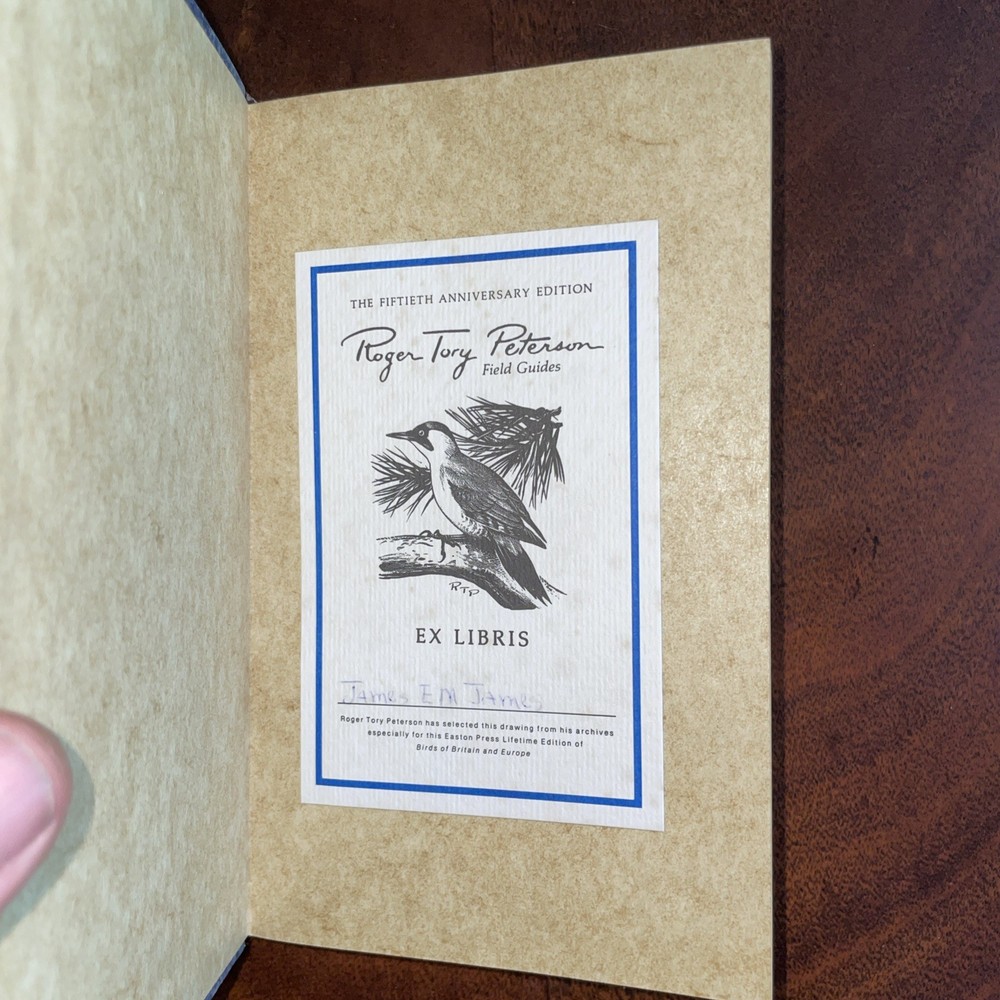 THE FIFTIETH ANNIVERSARY EDITION
Roger Tory Peterson
Field Guides
RTP
EX LIBRIS
James E M James
Roger Tory Peterson has selected this drawing from his archives
especially for this Easton Press Lifetime Edition of
Birds of Britain and Europe